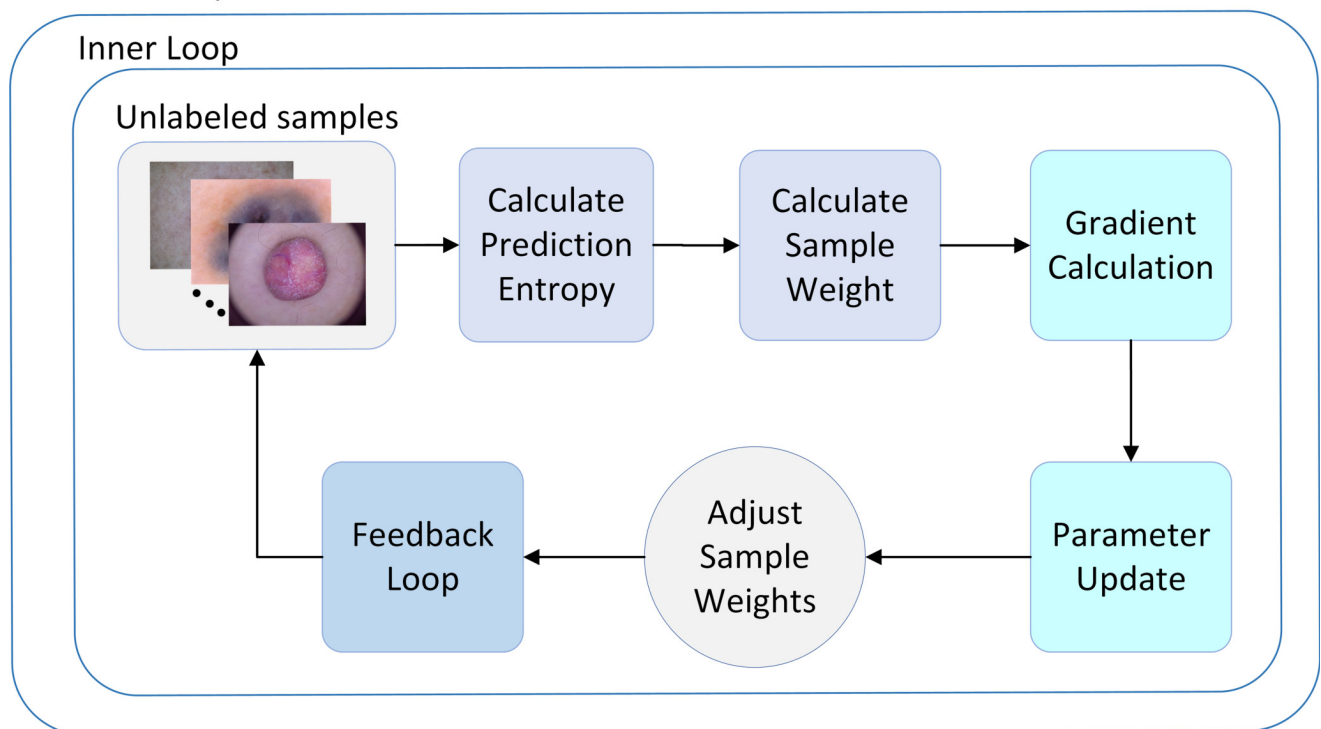 Inner Loop
Unlabeled samples
Calculate
Prediction
Entropy
Calculate
Sample
Weight
Gradient
Calculation
Feedback
Loop
Adjust
Sample
Weights
Parameter
Update